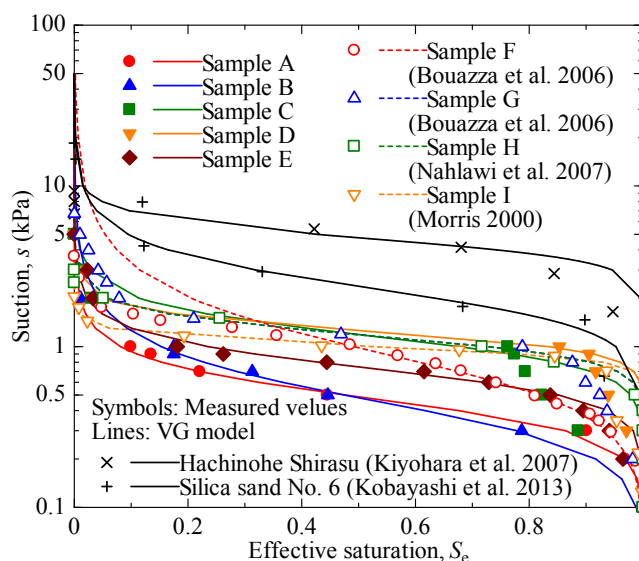 100
50
10
5
1
0.5
0.1
Suction, s (kPa)
Sample A
Sample B
Sample C
Sample D
Sample E
Sample F
(Bouazza et al. 2006)
Sample G
(Bouazza et al. 2006)
Sample H
(Nahlawi et al. 2007)
Sample I
(Morris 2000)
Symbols: Measured velues
Lines: VG model
Hachinohe Shirasu (Kiyohara et al. 2007)
Silica sand No. 6 (Kobayashi et al. 2013)
0 0.2 0.4 0.6 0.8
Effective saturation, Se